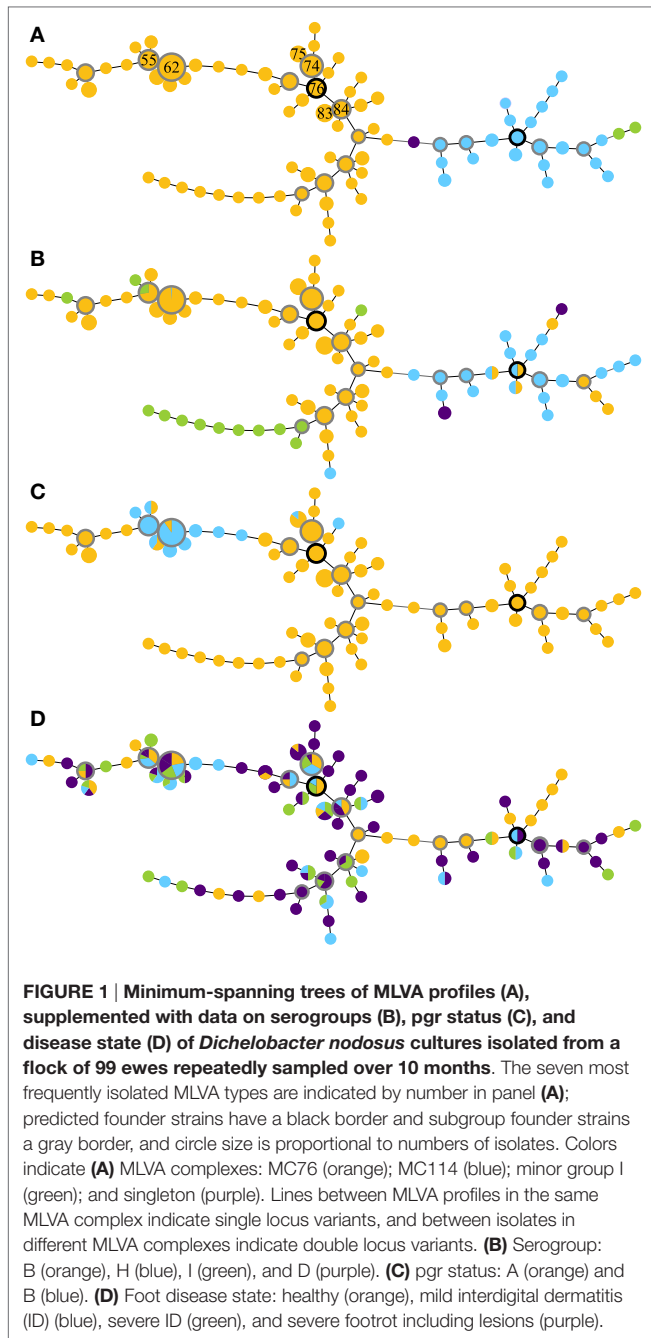 A
75
55
74
62
76
83 84
B
C
D
FIGURE 1 | Minimum-spanning trees of MLVA profiles (A),
supplemented with data on serogroups (B), pgr status (C), and
disease state (D) of Dichelobacter nodosus cultures isolated from a
flock of 99 ewes repeatedly sampled over 10 months. The seven most
frequently isolated MLVA types are indicated by number in panel (A);
predicted founder strains have a black border and subgroup founder strains
a gray border, and circle size is proportional to numbers of isolates. Colors
indicate (A) MLVA complexes: MC76 (orange); MC114 (blue); minor group I
(green); and singleton (purple). Lines between MLVA profiles in the same
MLVA complex indicate single locus variants, and between isolates in
different MLVA complexes indicate double locus variants. (B) Serogroup:
B (orange), H (blue), I (green), and D (purple). (C) pgr status: A (orange) and
B (blue). (D) Foot disease state: healthy (orange), mild interdigital dermatitis
(ID) (blue), severe ID (green), and severe footrot including lesions (purple).